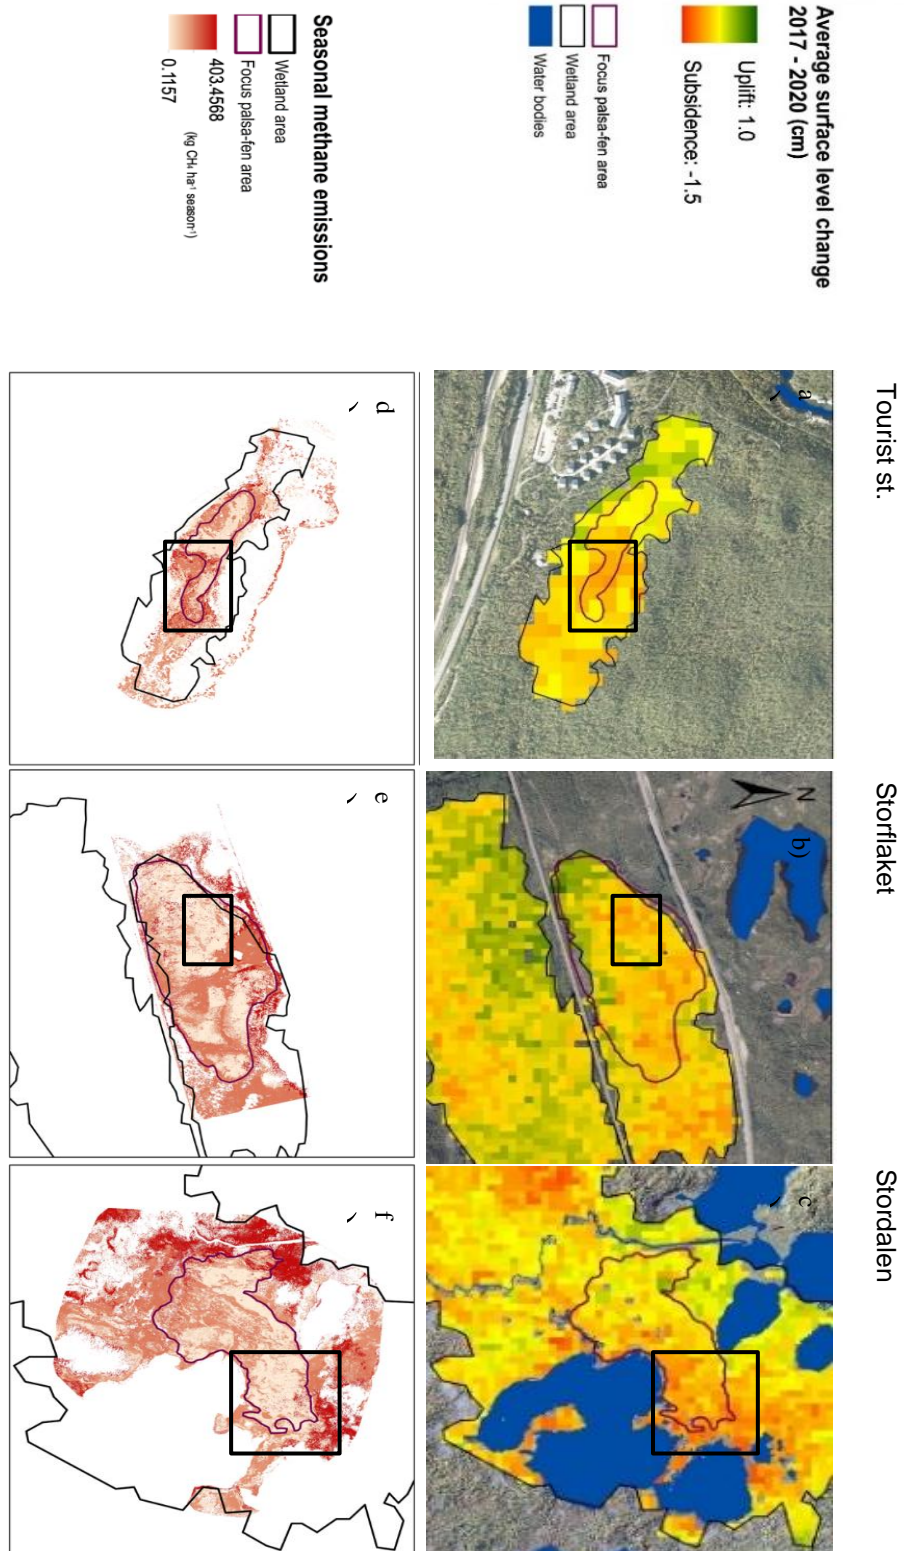 Tourist st.
Storflaket
Stordalen
Average surface level change
2017 - 2020 (cm)
Uplift: 1.0
Subsidence: -1.5
Focus palsa-fen area
Wetland area
Water bodies
a
b)
N
c
Seasonal methane emissions
Wetland area
Focus palsa-fen area
403.4568
0.1157
(kg CH₄ ha⁻¹ season⁻¹)
d
e
f